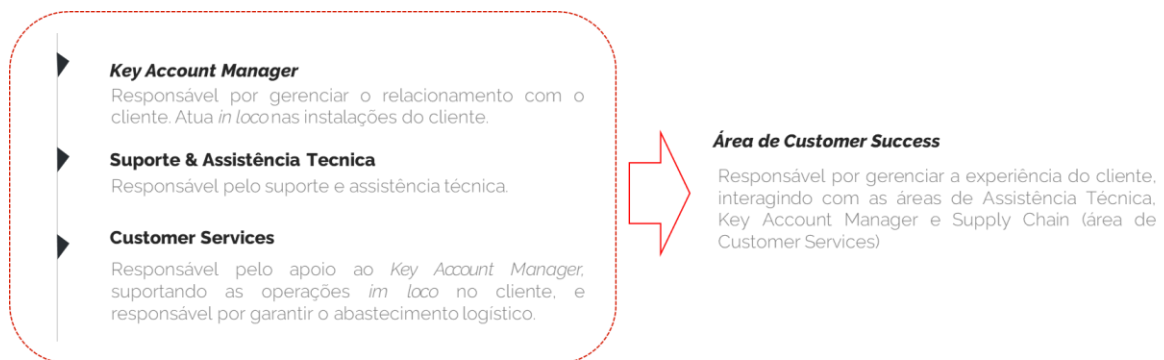 Key Account Manager
Responsável por gerenciar o relacionamento com o
cliente. Atua in loco nas instalações do cliente.
Suporte & Assistência Tecnica
Responsável pelo suporte e assistência técnica.
Customer Services
Responsável pelo apoio ao Key Account Manager,
suportando as operações im loco no cliente, e
responsável por garantir o abastecimento logístico.
Área de Customer Success
Responsável por gerenciar a experiência do cliente,
interagindo com as áreas de Assistência Técnica,
Key Account Manager e Supply Chain (área de
Customer Services)